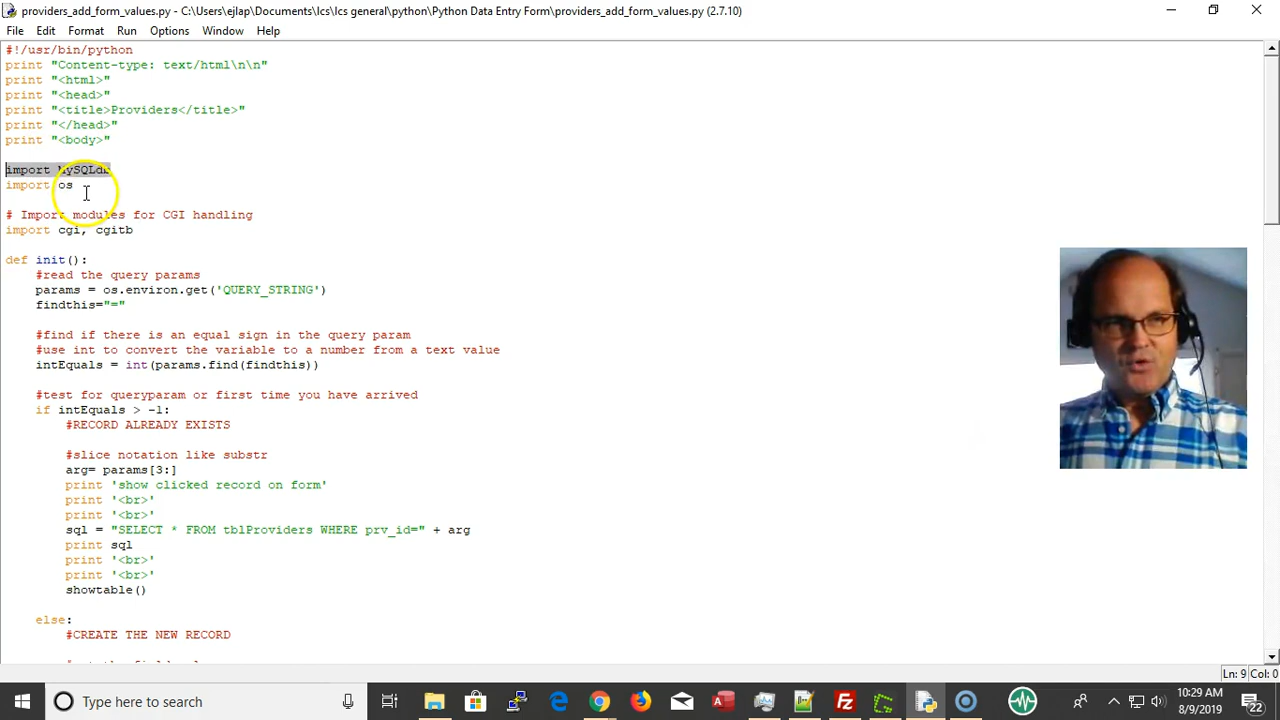 providers_add_form_values.py - C:\Users\ejlap\Documents\lcs\lcs general\python\Python Data Entry Form\providers_add_form_values.py (2.7.10)
File Edit Format Run Options Window Help
#!/usr/bin/python
print "Content-type: text/html\n\n"
print "<html>"
print "<head>"
print "<title>Providers</title>"
print "</head>"
print "<body>"
import MySQLdb
import os
# Import modules for CGI handling
import cgi, cgitb
def init():
#read the query params
params = os.environ.get('QUERY_STRING')
findthis="="
#find if there is an equal sign in the query param
#use int to convert the variable to a number from a text value
intEquals = int(params.find(findthis))
#test for queryparam or first time you have arrived
if intEquals > -1:
#RECORD ALREADY EXISTS
#slice notation like substr
arg= params[3:]
print 'show clicked record on form'
print '<br>'
print '<br>'
sql = "SELECT * FROM tblProviders WHERE prv_id=" + arg
print sql
print '<br>'
print '<br>'
showtable()
else:
#CREATE THE NEW RECORD
Ln: 9 Col: 0
Type here to search
10:29 AM
8/9/2019
22